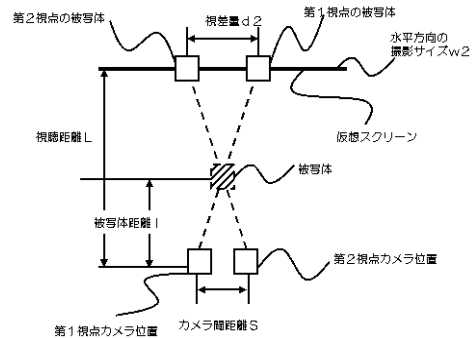 第２視点の被写体
視差量ｄ２
第１視点の被写体
水平方向の
撮影サイズｗ２
視聴距離Ｌ
仮想スクリーン
被写体
被写体距離ｌ
第２視点カメラ位置
第１視点カメラ位置
カメラ間距離Ｓ